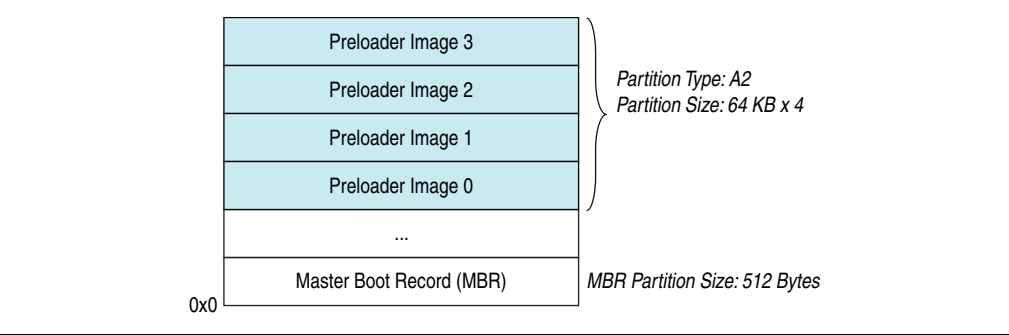 Preloader Image 3
Preloader Image 2
Preloader Image 1
Preloader Image 0
...
Master Boot Record (MBR)
0x0
Partition Type: A2
Partition Size: 64 KB x 4
MBR Partition Size: 512 Bytes